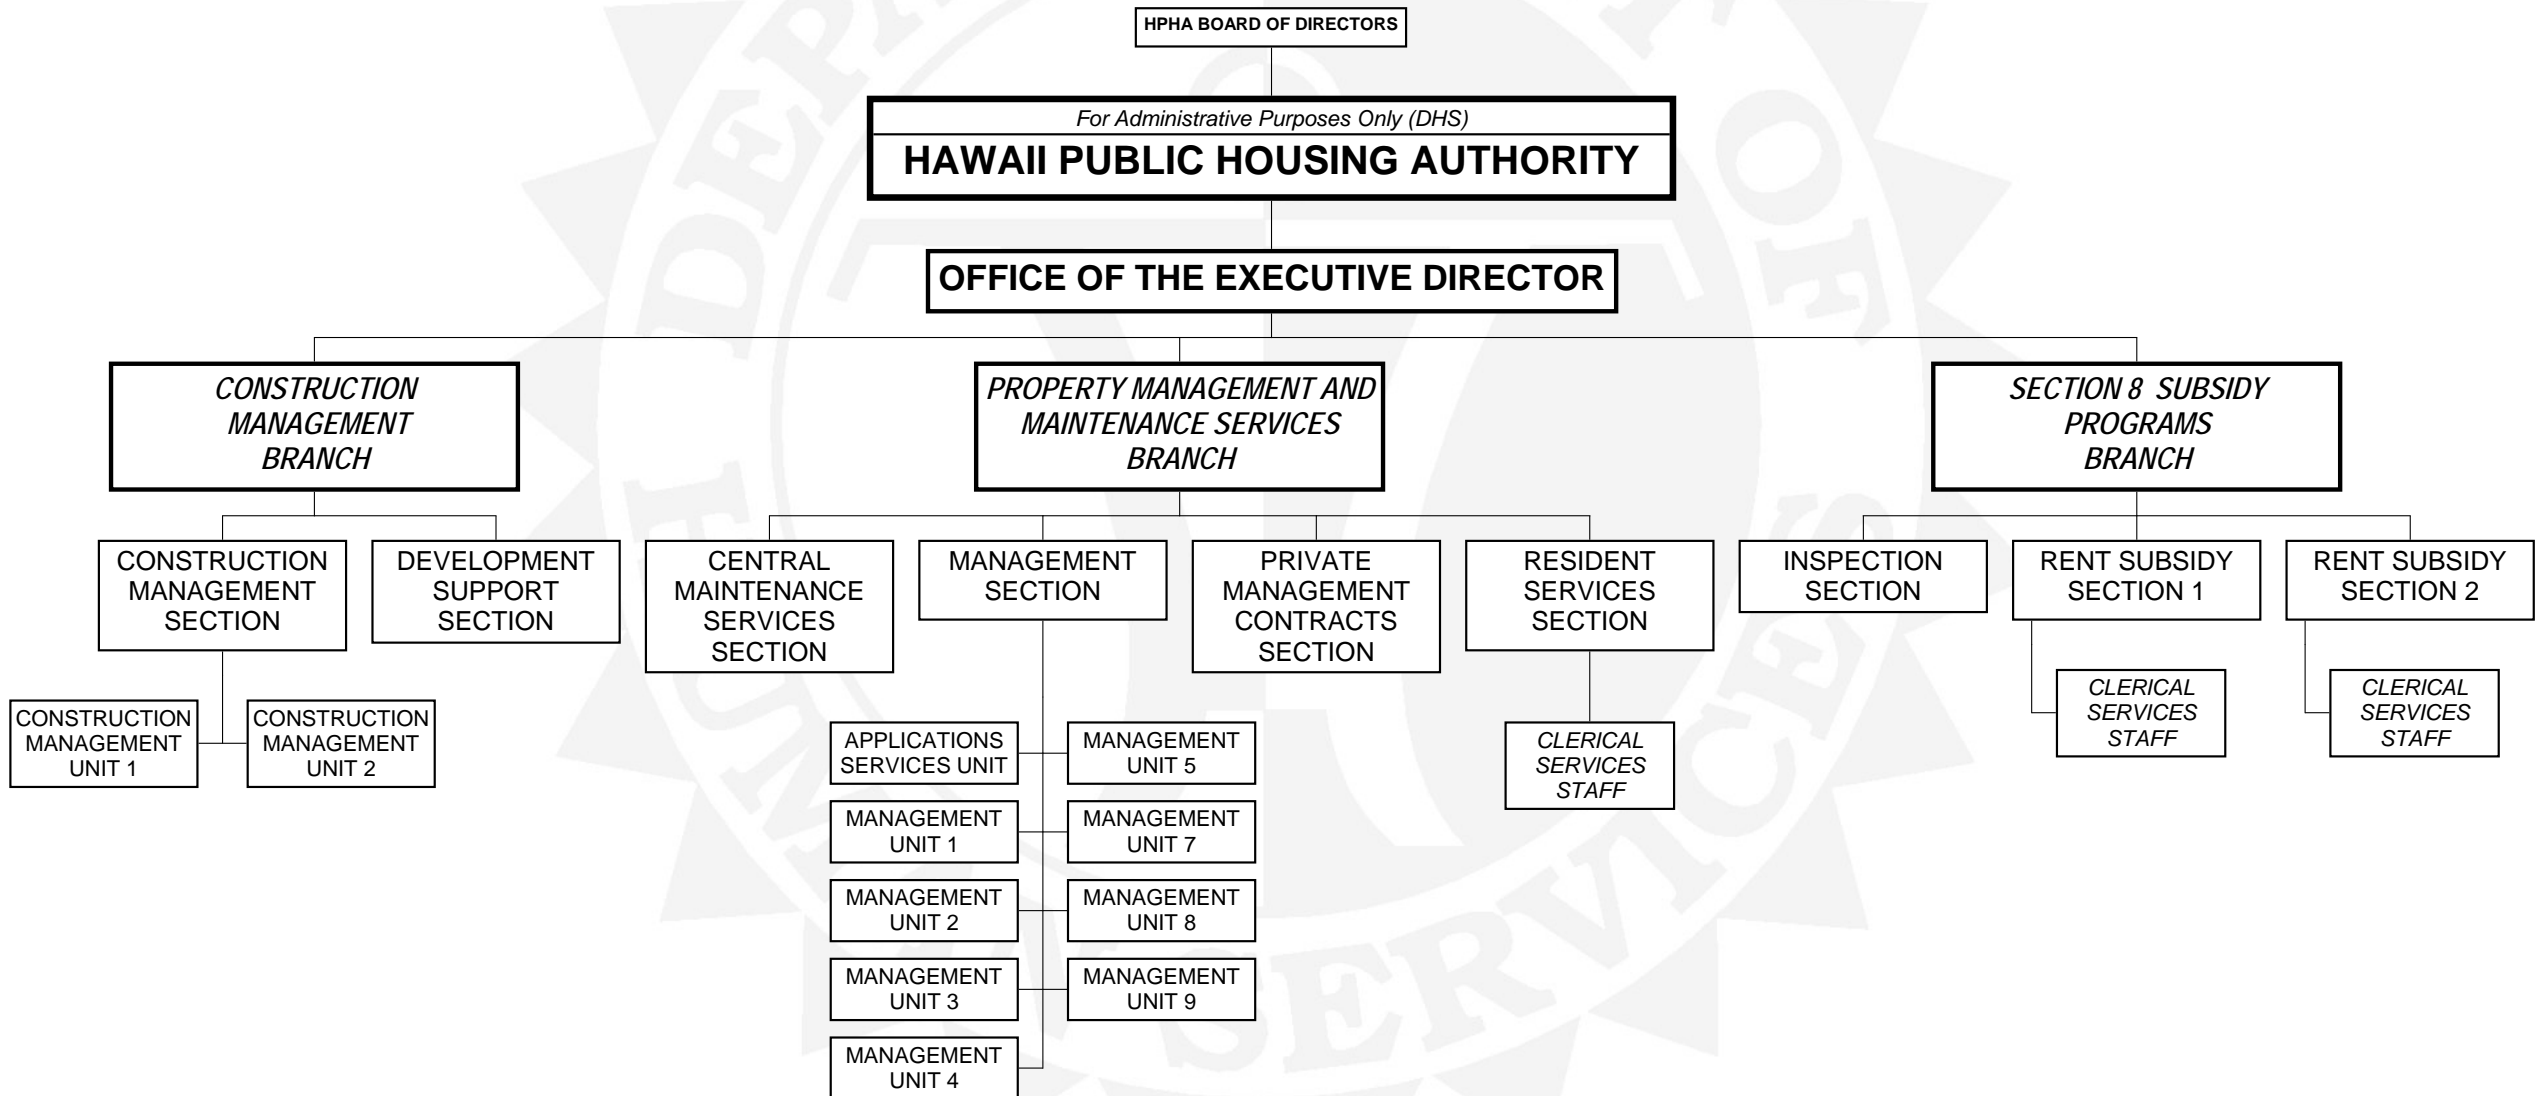 HPHA BOARD OF DIRECTORS
For Administrative Purposes Only (DHS)
HAWAII PUBLIC HOUSING AUTHORITY
OFFICE OF THE EXECUTIVE DIRECTOR
CONSTRUCTION
MANAGEMENT
BRANCH
PROPERTY MANAGEMENT AND
MAINTENANCE SERVICES
BRANCH
SECTION 8 SUBSIDY
PROGRAMS
BRANCH
CONSTRUCTION
MANAGEMENT
SECTION
DEVELOPMENT
SUPPORT
SECTION
CENTRAL
MAINTENANCE
SERVICES
SECTION
MANAGEMENT
SECTION
PRIVATE
MANAGEMENT
CONTRACTS
SECTION
RESIDENT
SERVICES
SECTION
INSPECTION
SECTION
RENT SUBSIDY
SECTION 1
RENT SUBSIDY
SECTION 2
CONSTRUCTION
MANAGEMENT
UNIT 1
CONSTRUCTION
MANAGEMENT
UNIT 2
APPLICATIONS
SERVICES UNIT
MANAGEMENT
UNIT 5
MANAGEMENT
UNIT 1
MANAGEMENT
UNIT 7
MANAGEMENT
UNIT 2
MANAGEMENT
UNIT 8
MANAGEMENT
UNIT 3
MANAGEMENT
UNIT 9
MANAGEMENT
UNIT 4
CLERICAL
SERVICES
STAFF
CLERICAL
SERVICES
STAFF
CLERICAL
SERVICES
STAFF
OF
SERVICES